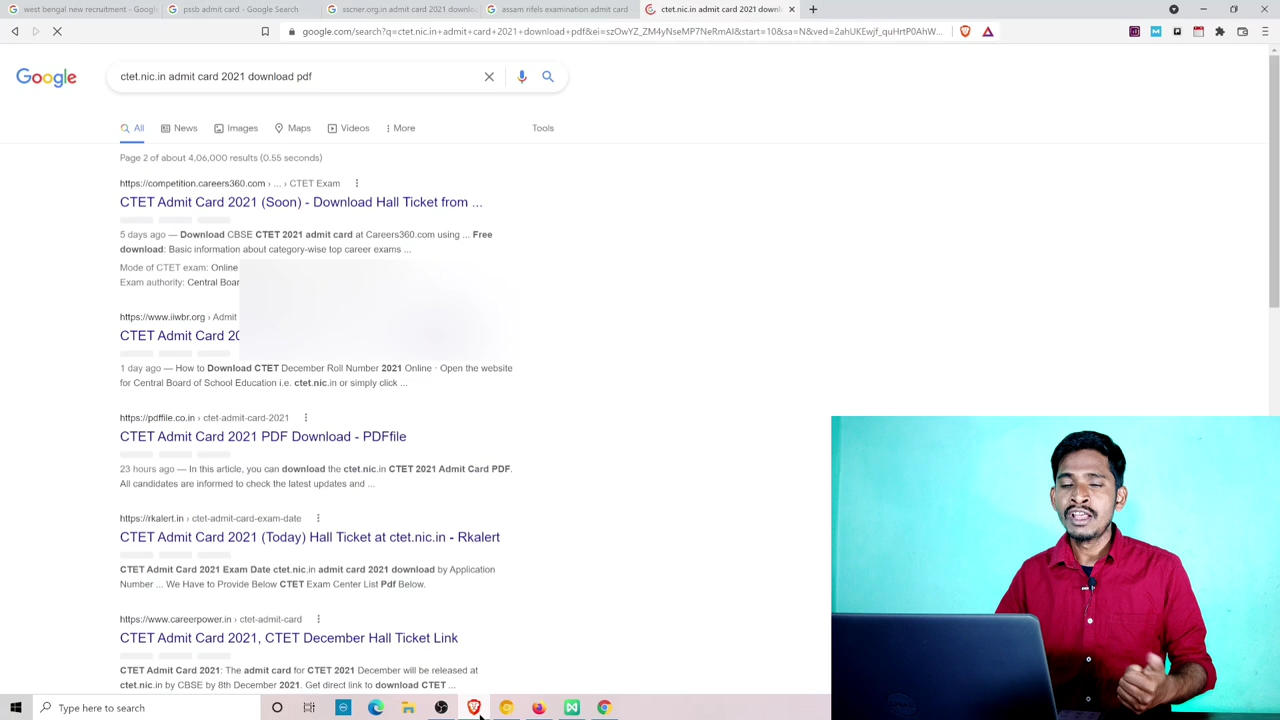 west bengal new recruitment - Googl
pssb admit card - Google Search
sscner.org.in admit card 2021 downlo
assam rifels examination admit card
ctet.nic.in admit card 2021 downl
google.com/search?q=ctet.nic.in+admit+card+2021+download+pdf&ei=szOwYZ_ZM4yNseMP7NeRmAI&start=10&sa=N&ved=2ahUKEwjf_quHrtP0AhW...
Google
ctet.nic.in admit card 2021 download pdf
All News Images Maps Videos More Tools
Page 2 of about 4,06,000 results (0.55 seconds)
https://competition.careers360.com › ... › CTET Exam
CTET Admit Card 2021 (Soon) - Download Hall Ticket from ...
5 days ago — Download CBSE CTET 2021 admit card at Careers360.com using ... Free
download: Basic information about category-wise top career exams ...
Mode of CTET exam: Online
Exam authority: Central Boar
https://www.iiwbr.org › Admit
CTET Admit Card 20
1 day ago — How to Download CTET December Roll Number 2021 Online · Open the website
for Central Board of School Education i.e. ctet.nic.in or simply click ...
https://pdffile.co.in › ctet-admit-card-2021
CTET Admit Card 2021 PDF Download - PDFfile
23 hours ago — In this article, you can download the ctet.nic.in CTET 2021 Admit Card PDF.
All candidates are informed to check the latest updates and ...
https://rkalert.in › ctet-admit-card-exam-date
CTET Admit Card 2021 (Today) Hall Ticket at ctet.nic.in - Rkalert
CTET Admit Card 2021 Exam Date ctet.nic.in admit card 2021 download by Application
Number ... We Have to Provide Below CTET Exam Center List Pdf Below.
https://www.careerpower.in › ctet-admit-card
CTET Admit Card 2021, CTET December Hall Ticket Link
CTET Admit Card 2021: The admit card for CTET 2021 December will be released at
ctet.nic.in by CBSE by 8th December 2021. Get direct link to download CTET ...
Type here to search